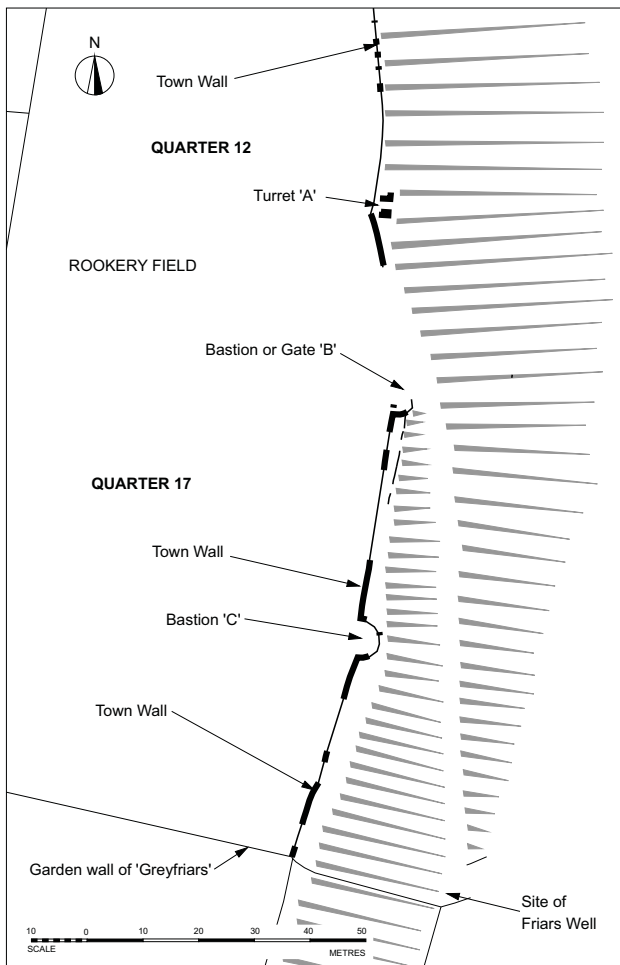 N
Town Wall
QUARTER 12
Turret 'A'
ROOKERY FIELD
Bastion or Gate 'B'
QUARTER 17
Town Wall
Bastion 'C'
Town Wall
Garden wall of 'Greyfriars'
Site of
Friars Well
10 0 10 20 30 40 50
SCALE METRES